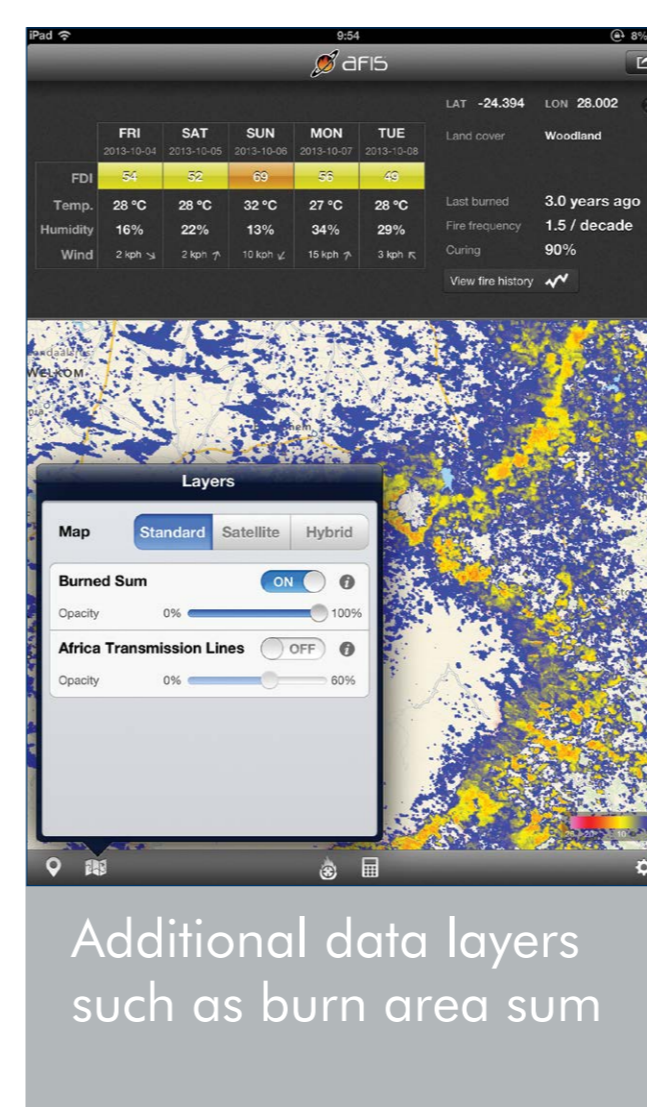 iPad 9:54 8%
AFIS
LAT -24.394 LON 28.002
FRI SAT SUN MON TUE
2013-10-04 2013-10-05 2013-10-06 2013-10-07 2013-10-08
Land cover Woodland
FDI 54 52 69 56 49
Temp. 28 °C 28 °C 32 °C 27 °C 28 °C
Last burned 3.0 years ago
Humidity 16% 22% 13% 34% 29%
Fire frequency 1.5 / decade
Wind 2 kph 2 kph 10 kph 15 kph 3 kph
Curing 90%
View fire history
WELKOM
Layers
Map Standard Satellite Hybrid
Burned Sum ON
Opacity 0% 100%
Africa Transmission Lines OFF
Opacity 0% 60%
Additional data layers
such as burn area sum